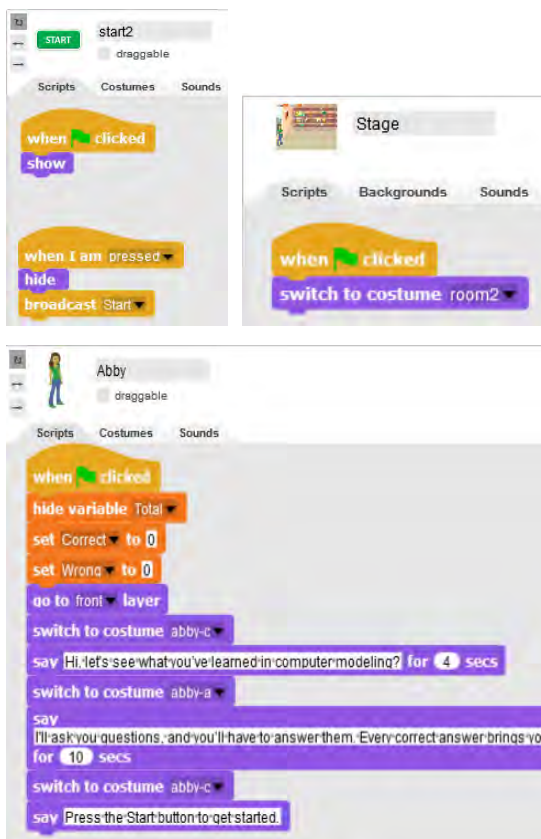 START
start2
draggable
Scripts Costumes Sounds
when clicked
show
when I am pressed
hide
broadcast Start
Stage
Scripts Backgrounds Sounds
when clicked
switch to costume room2
Abby
draggable
Scripts Costumes Sounds
when clicked
hide variable Total
set Correct to 0
set Wrong to 0
go to front layer
switch to costume abby-c
say Hi, let's see what you've learned in computer modeling? for 4 secs
switch to costume abby-a
say
I'll ask you questions, and you'll have to answer them. Every correct answer brings yo
for 10 secs
switch to costume abby-c
say Press the Start button to get started.